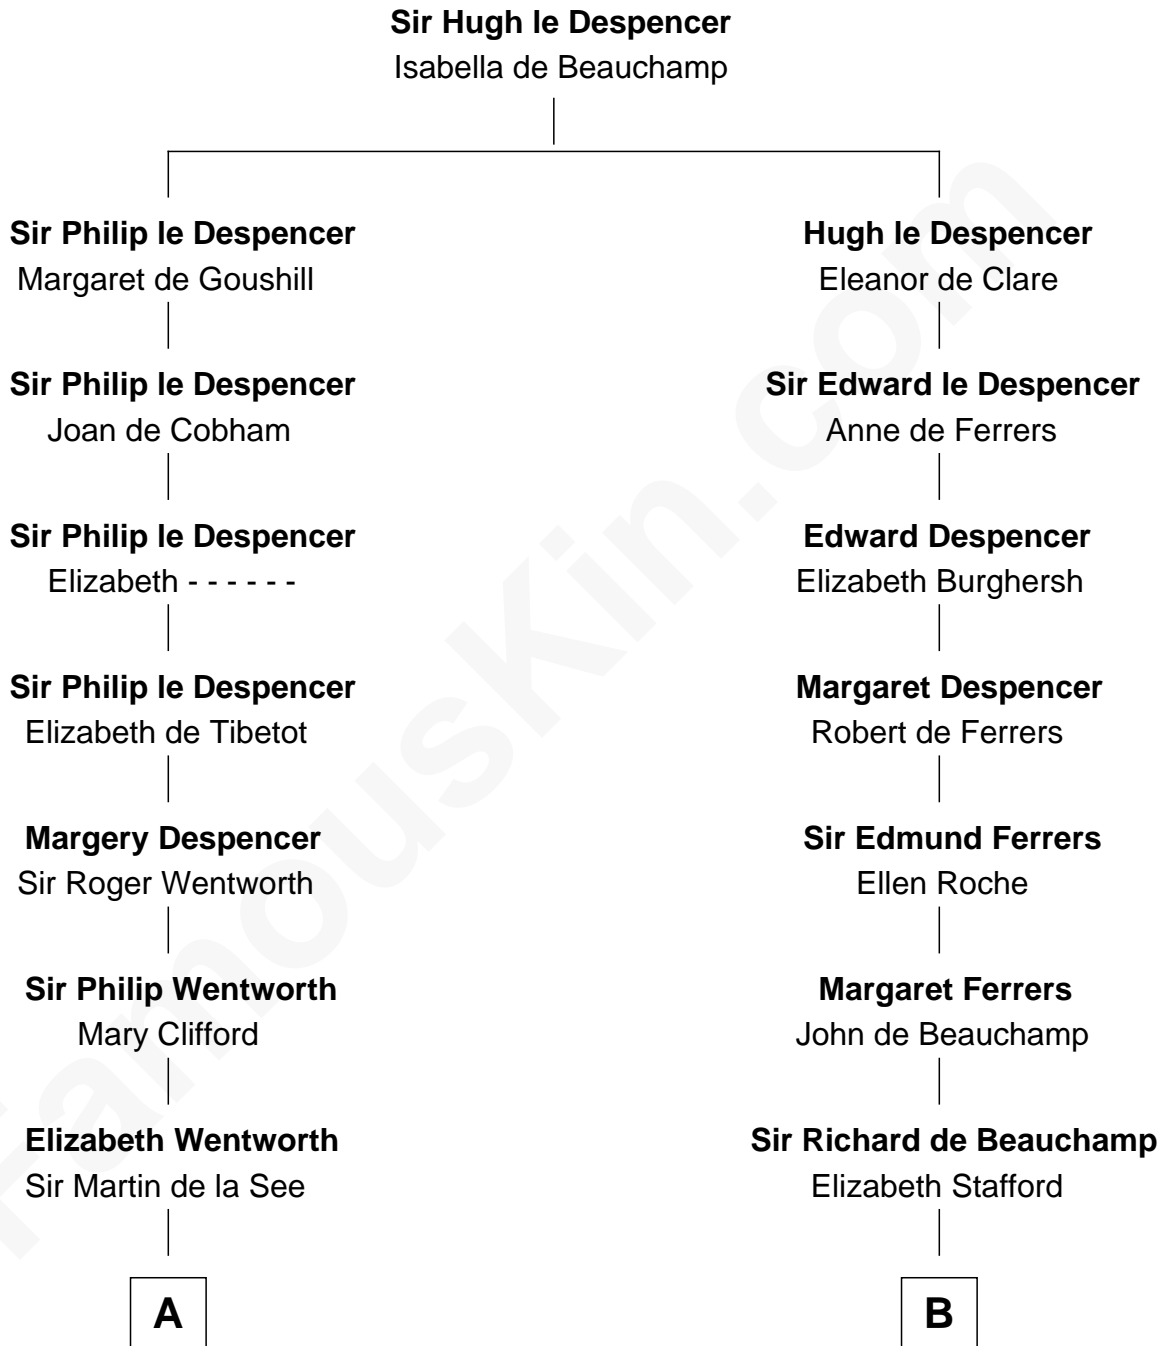 Sir Hugh le Despencer
Isabella de Beauchamp
Sir Philip le Despencer
Margaret de Goushill
Hugh le Despencer
Eleanor de Clare
Sir Philip le Despencer
Joan de Cobham
Sir Edward le Despencer
Anne de Ferrers
Sir Philip le Despencer
Elizabeth - - - - - -
Edward Despencer
Elizabeth Burghersh
Sir Philip le Despencer
Elizabeth de Tibetot
Margaret Despencer
Robert de Ferrers
Margery Despencer
Sir Roger Wentworth
Sir Edmund Ferrers
Ellen Roche
Sir Philip Wentworth
Mary Clifford
Margaret Ferrers
John de Beauchamp
Elizabeth Wentworth
Sir Martin de la See
Sir Richard de Beauchamp
Elizabeth Stafford
A
B
FamousKin.com